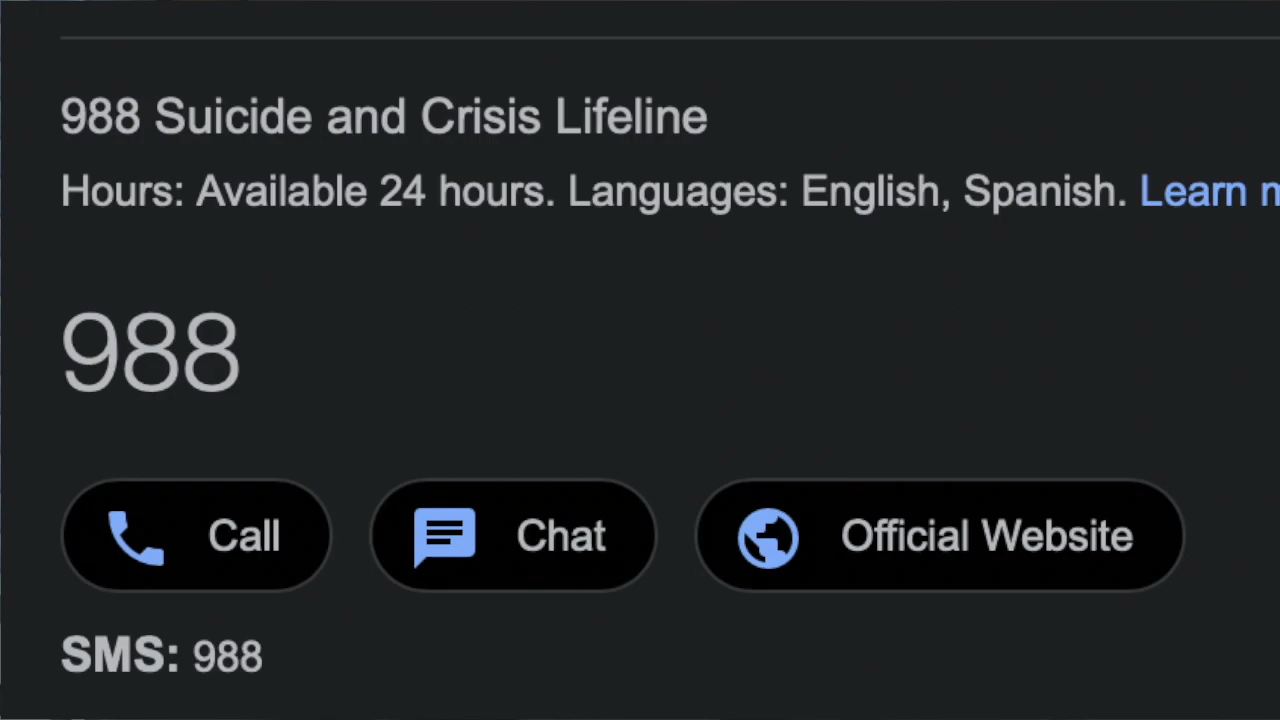 988 Suicide and Crisis Lifeline
Hours: Available 24 hours. Languages: English, Spanish. Learn
988
Call Chat Official Website
SMS: 988